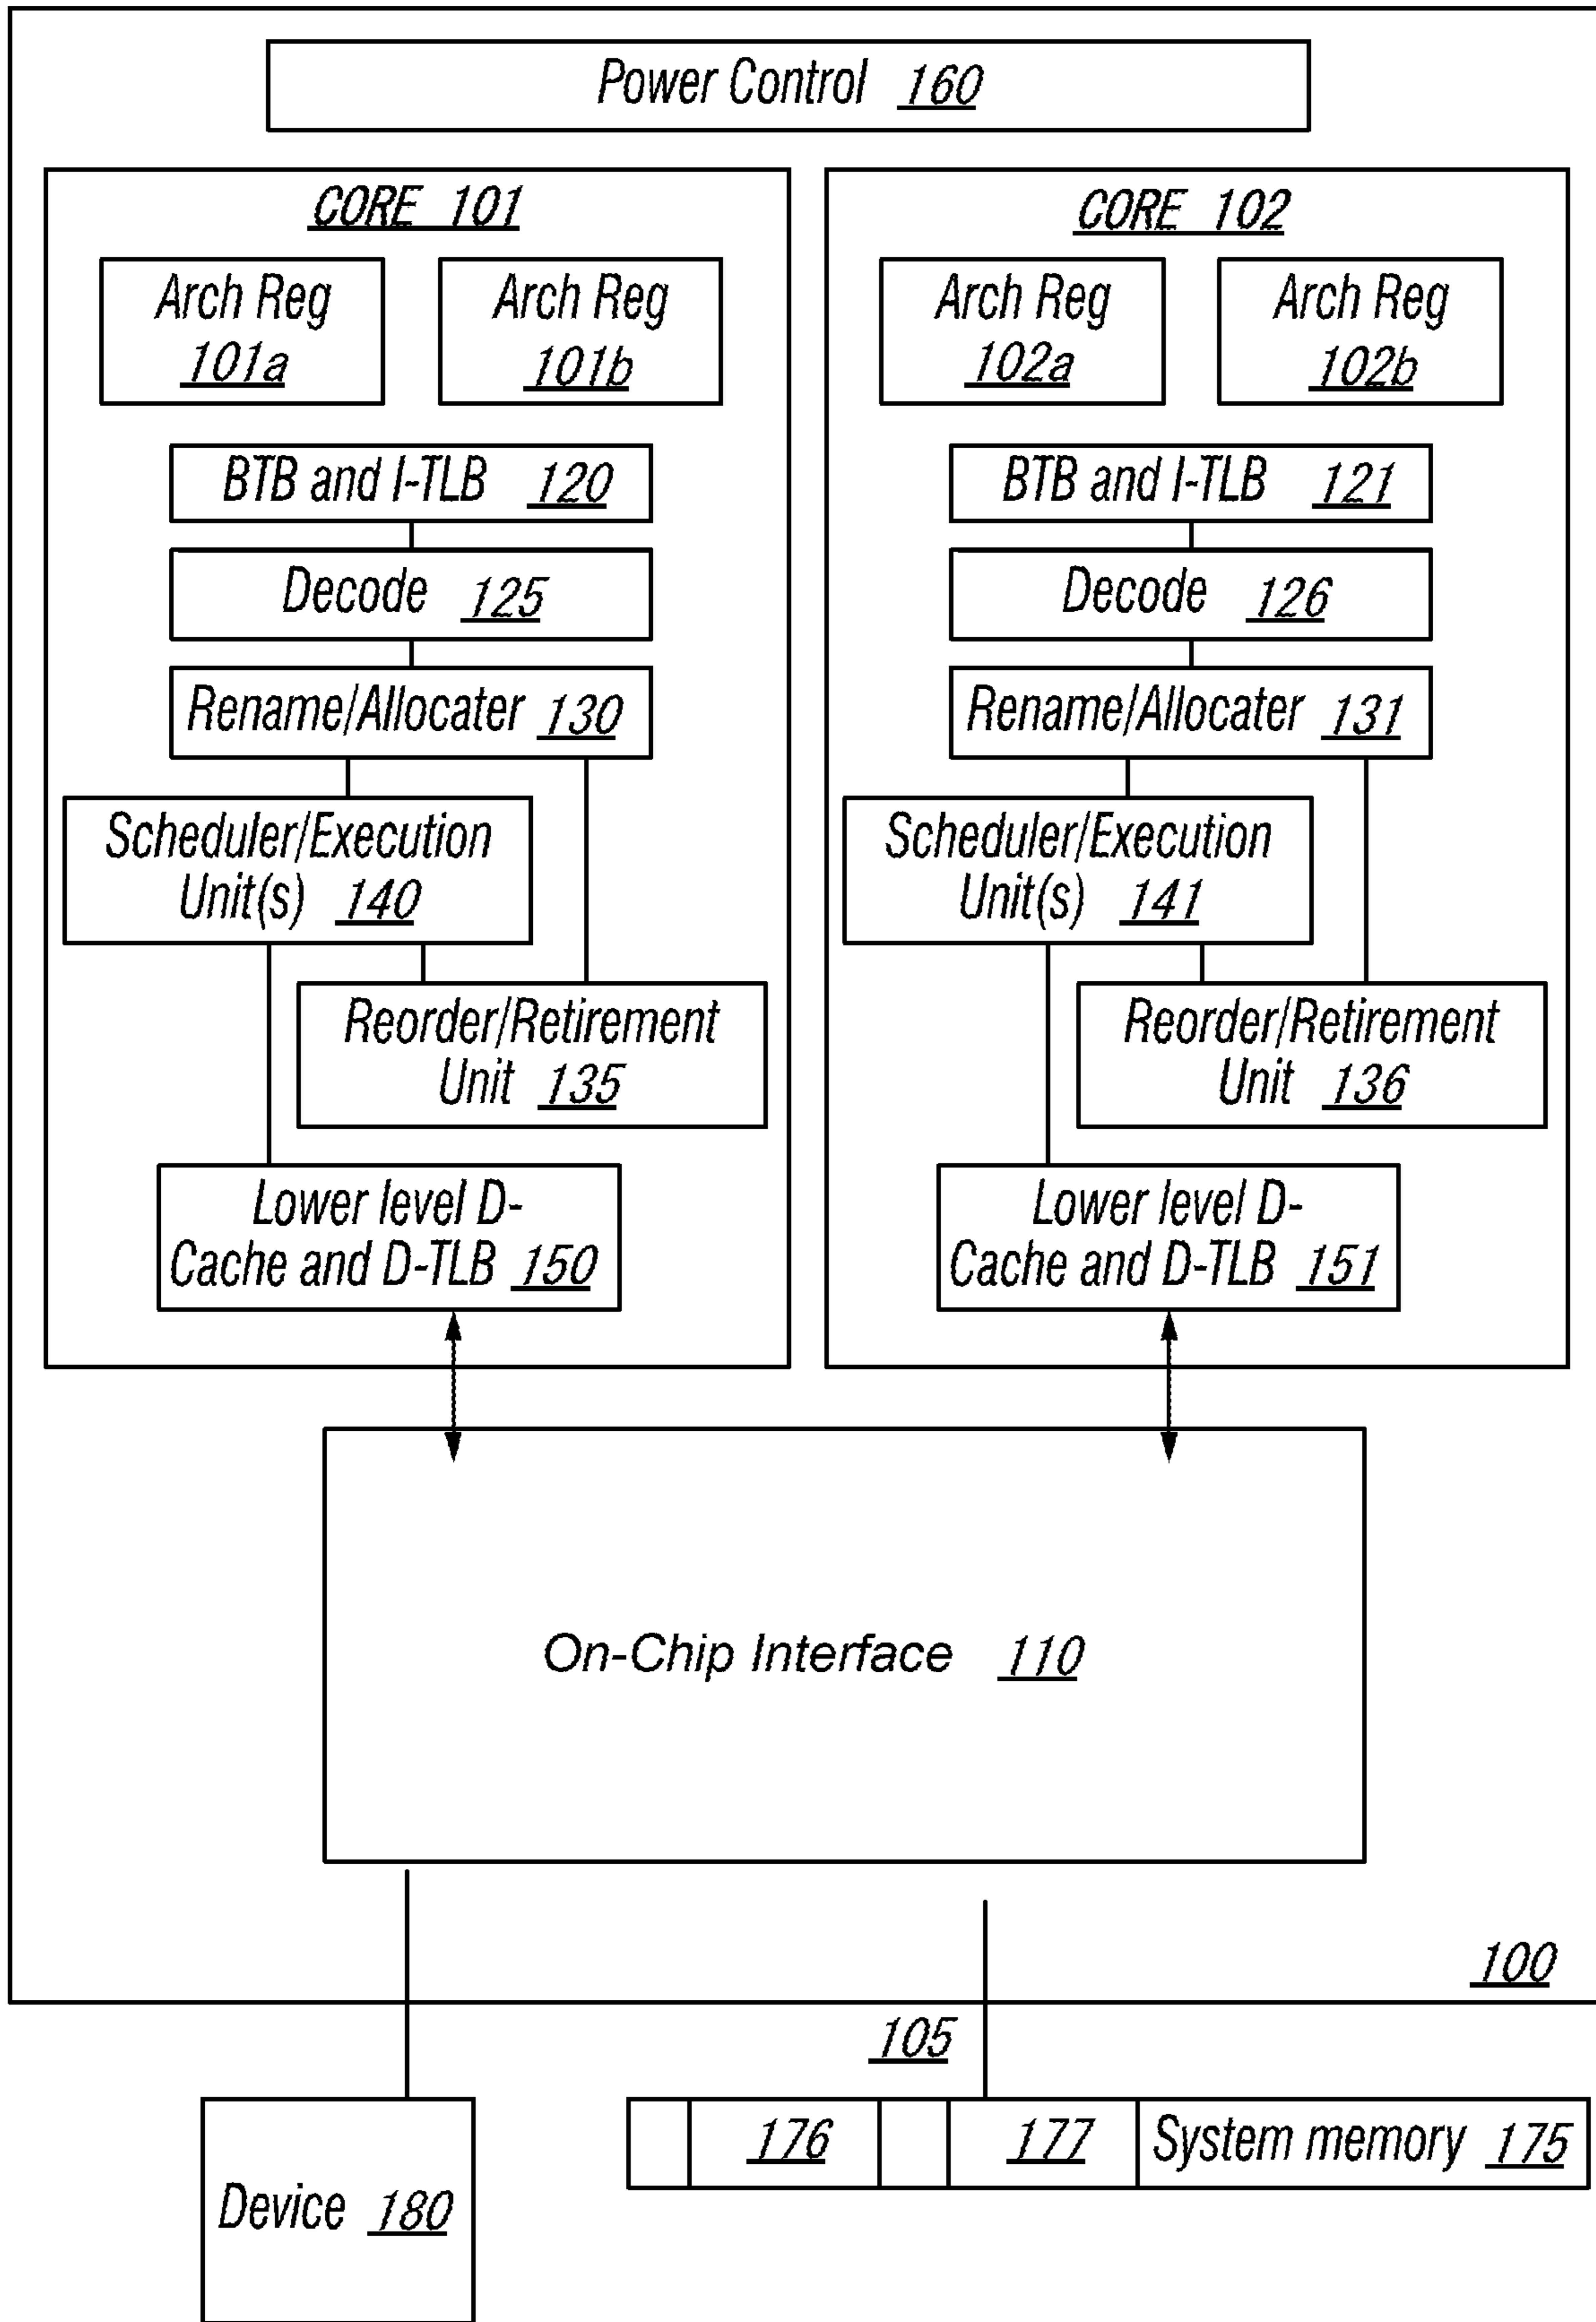 Power Control 160
CORE 101
Arch Reg
101a
Arch Reg
101b
BTB and I-TLB 120
Decode 125
Rename/Allocater 130
Scheduler/Execution
Unit(s) 140
Reorder/Retirement
Unit 135
Lower level D-
Cache and D-TLB 150
CORE 102
Arch Reg
102a
Arch Reg
102b
BTB and I-TLB 121
Decode 126
Rename/Allocater 131
Scheduler/Execution
Unit(s) 141
Reorder/Retirement
Unit 136
Lower level D-
Cache and D-TLB 151
On-Chip Interface 110
100
105
176
177
System memory 175
Device 180